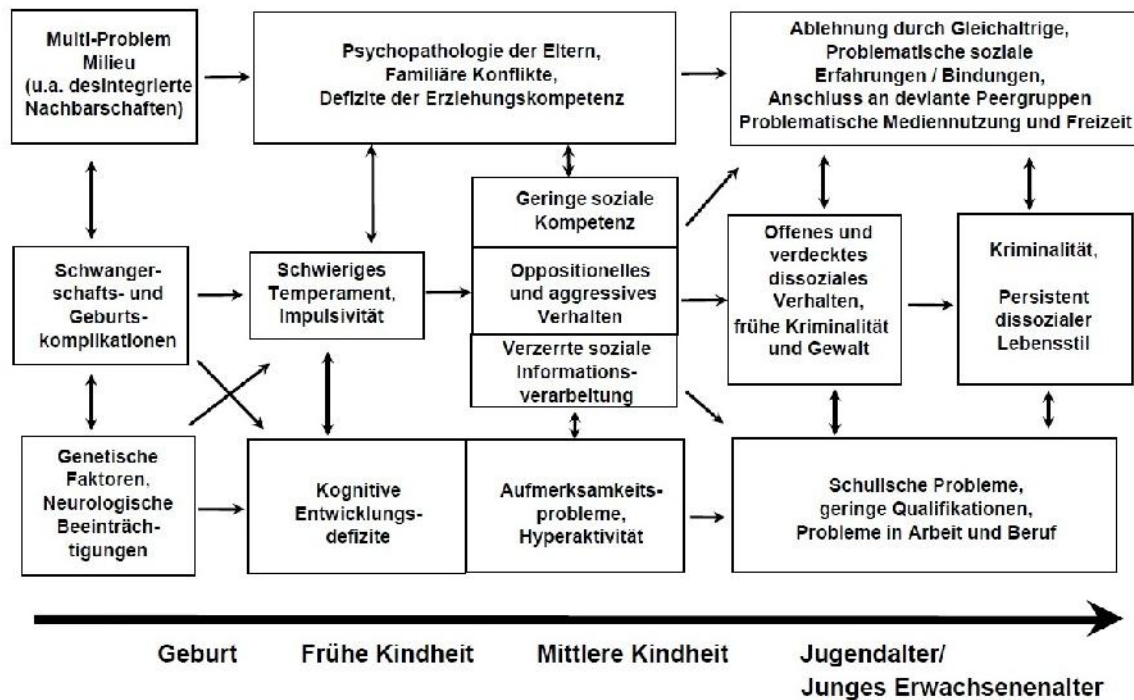 Multi-Problem
Milieu
(u.a. desintegrierte
Nachbarschaften)
Psychopathologie der Eltern,
Familiäre Konflikte,
Defizite der Erziehungskompetenz
Ablehnung durch Gleichaltrige,
Problematische soziale
Erfahrungen / Bindungen,
Anschluss an deviante Peergruppen
Problematische Mediennutzung und Freizeit
Schwanger-
schafts- und
Geburts-
komplikationen
Schwieriges
Temperament,
Impulsivität
Geringe soziale
Kompetenz
Oppositionelles
und aggressives
Verhalten
Verzerrte soziale
Informations-
verarbeitung
Offenes und
verdecktes
dissoziales
Verhalten,
frühe Kriminalität
und Gewalt
Kriminalität,
Persistent
dissozialer
Lebensstil
Genetische
Faktoren,
Neurologische
Beeinträch-
tigungen
Kognitive
Entwicklungs-
defizite
Aufmerksamkeits-
probleme,
Hyperaktivität
Schulische Probleme,
geringe Qualifikationen,
Probleme in Arbeit und Beruf
Geburt
Frühe Kindheit
Mittlere Kindheit
Jugendalter/
Junges Erwachsenenalter